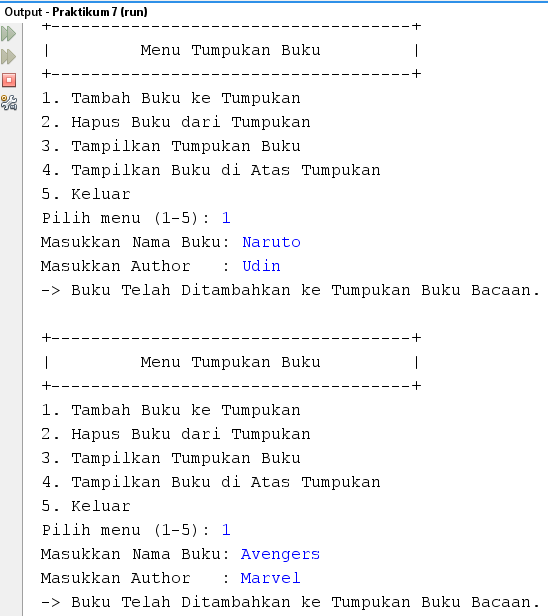 Output - Praktikum 7 (run)
+------------------------------------+
|         Menu Tumpukan Buku         |
+------------------------------------+
1. Tambah Buku ke Tumpukan
2. Hapus Buku dari Tumpukan
3. Tampilkan Tumpukan Buku
4. Tampilkan Buku di Atas Tumpukan
5. Keluar
Pilih menu (1-5): 1
Masukkan Nama Buku: Naruto
Masukkan Author   : Udin
-> Buku Telah Ditambahkan ke Tumpukan Buku Bacaan.
+------------------------------------+
|         Menu Tumpukan Buku         |
+------------------------------------+
1. Tambah Buku ke Tumpukan
2. Hapus Buku dari Tumpukan
3. Tampilkan Tumpukan Buku
4. Tampilkan Buku di Atas Tumpukan
5. Keluar
Pilih menu (1-5): 1
Masukkan Nama Buku: Avengers
Masukkan Author   : Marvel
-> Buku Telah Ditambahkan ke Tumpukan Buku Bacaan.